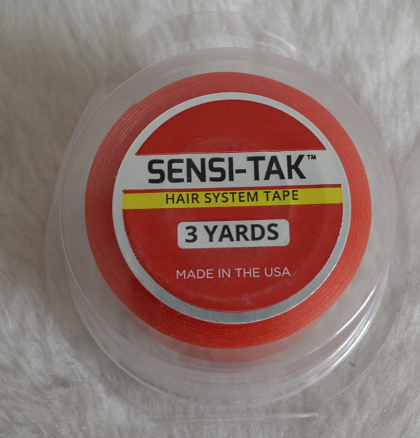 SENSI-TAK™
HAIR SYSTEM TAPE
3 YARDS
MADE IN THE USA